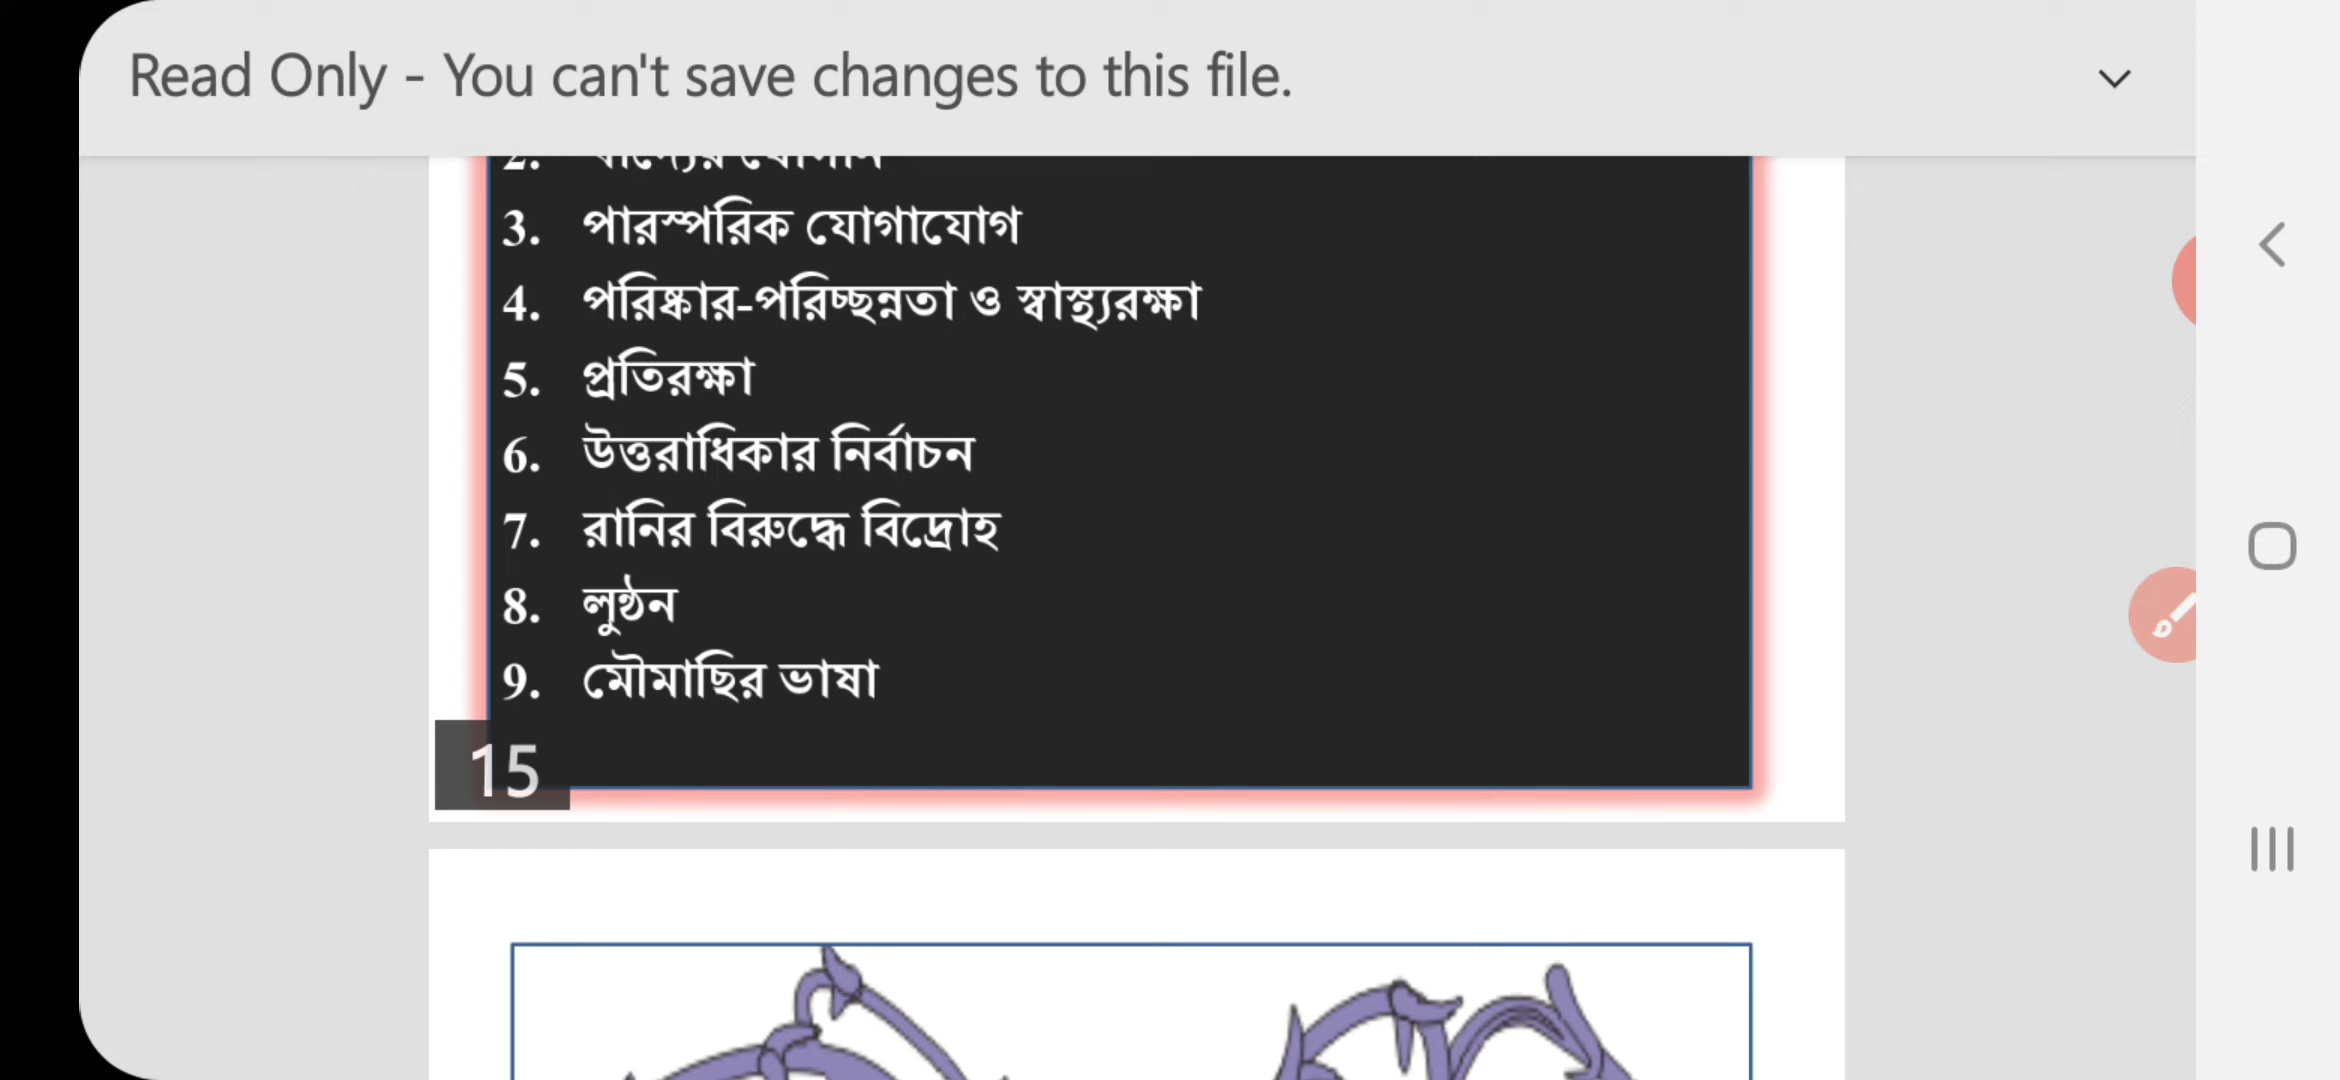 Read Only - You can't save changes to this file.
3. পারস্পরিক যোগাযোগ
4. পরিষ্কার-পরিচ্ছন্নতা ও স্বাস্থ্যরক্ষা
5. প্রতিরক্ষা
6. উত্তরাধিকার নির্বাচন
7. রানির বিরুদ্ধে বিদ্রোহ
8. লুন্ঠন
9. মৌমাছির ভাষা
15